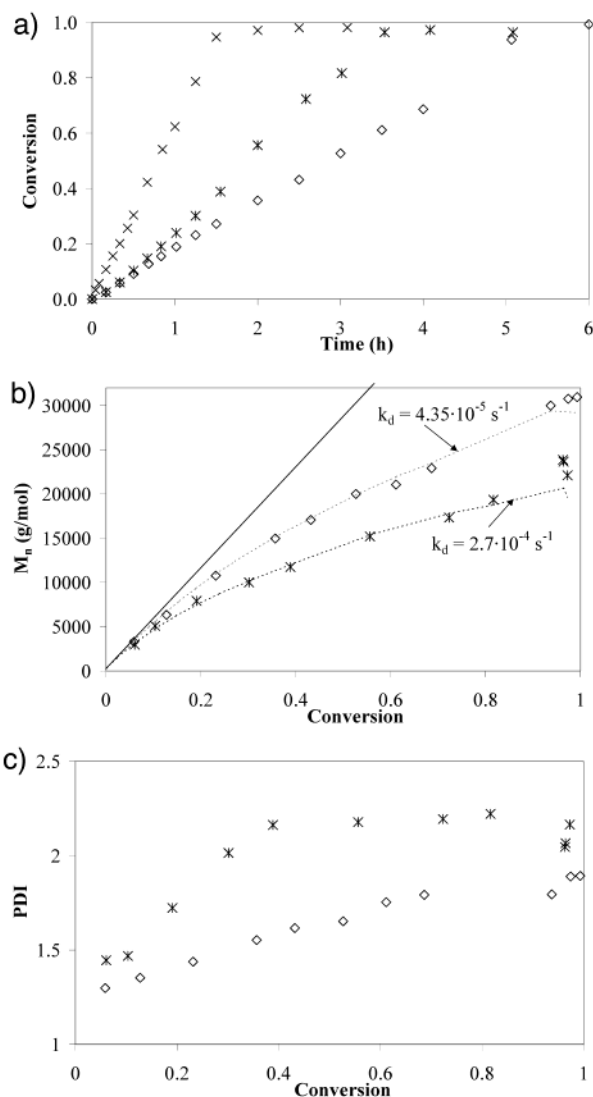 a)
1.0
0.8
0.6
0.4
0.2
0.0
Conversion
0 1 2 3 4 5 6
Time (h)
b)
30000
25000
20000
15000
10000
5000
0
Mₙ (g/mol)
k_d = 4.35·10⁻⁵ s⁻¹
k_d = 2.7·10⁻⁴ s⁻¹
0 0.2 0.4 0.6 0.8 1
Conversion
c)
2.5
2
1.5
1
PDI
0 0.2 0.4 0.6 0.8 1
Conversion